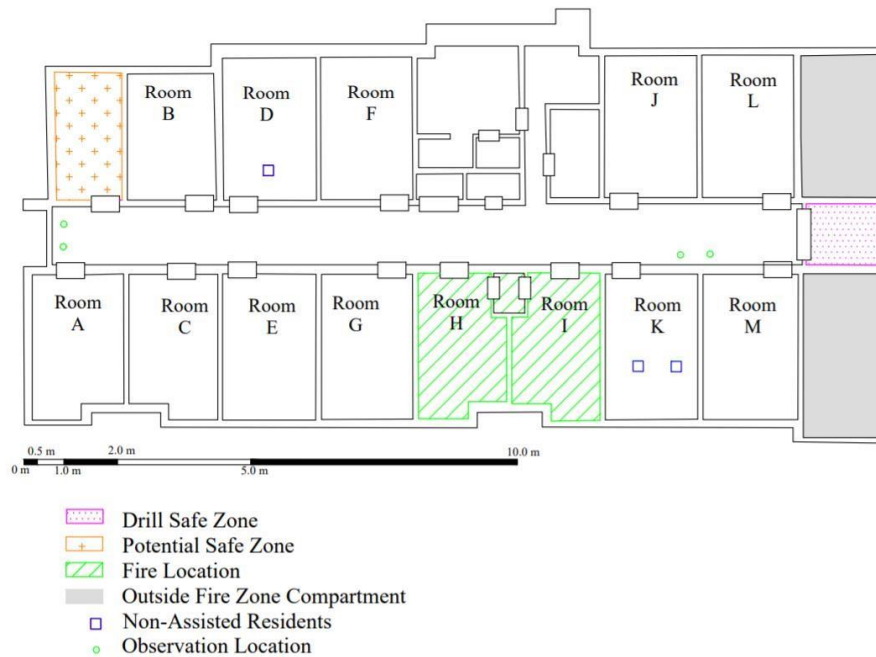 Room
B
Room
D
Room
F
Room
J
Room
L
Room
A
Room
C
Room
E
Room
G
Room
H
Room
I
Room
K
Room
M
0.5 m
2.0 m
10.0 m
0 m
1.0 m
5.0 m
Drill Safe Zone
Potential Safe Zone
Fire Location
Outside Fire Zone Compartment
Non-Assisted Residents
Observation Location